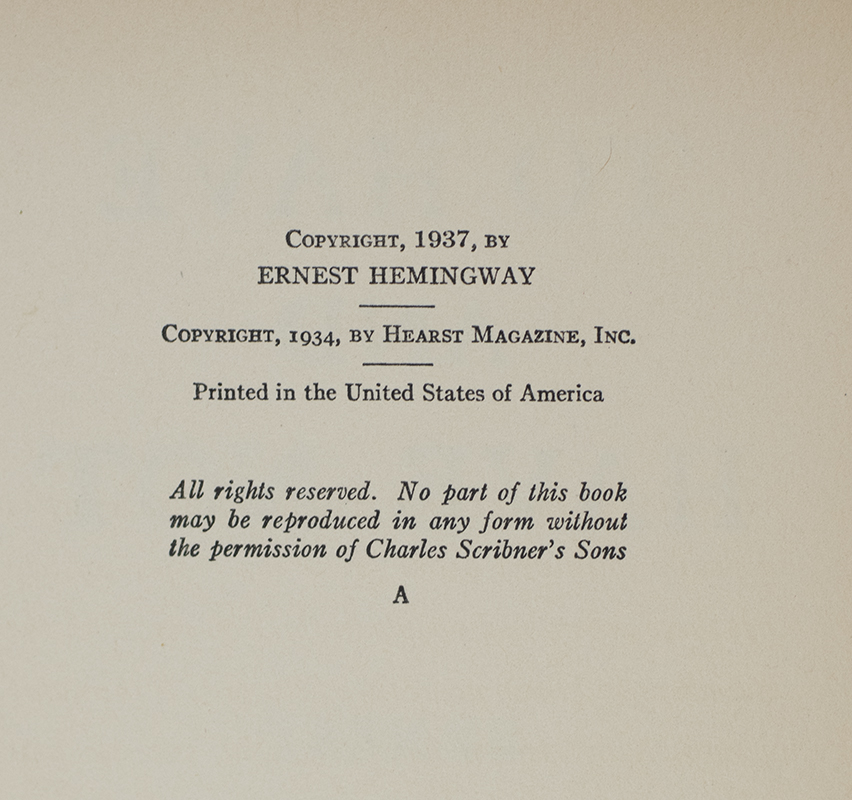 Copyright, 1937, by
ERNEST HEMINGWAY
Copyright, 1934, by Hearst Magazine, Inc.
Printed in the United States of America
All rights reserved. No part of this book
may be reproduced in any form without
the permission of Charles Scribner's Sons
A